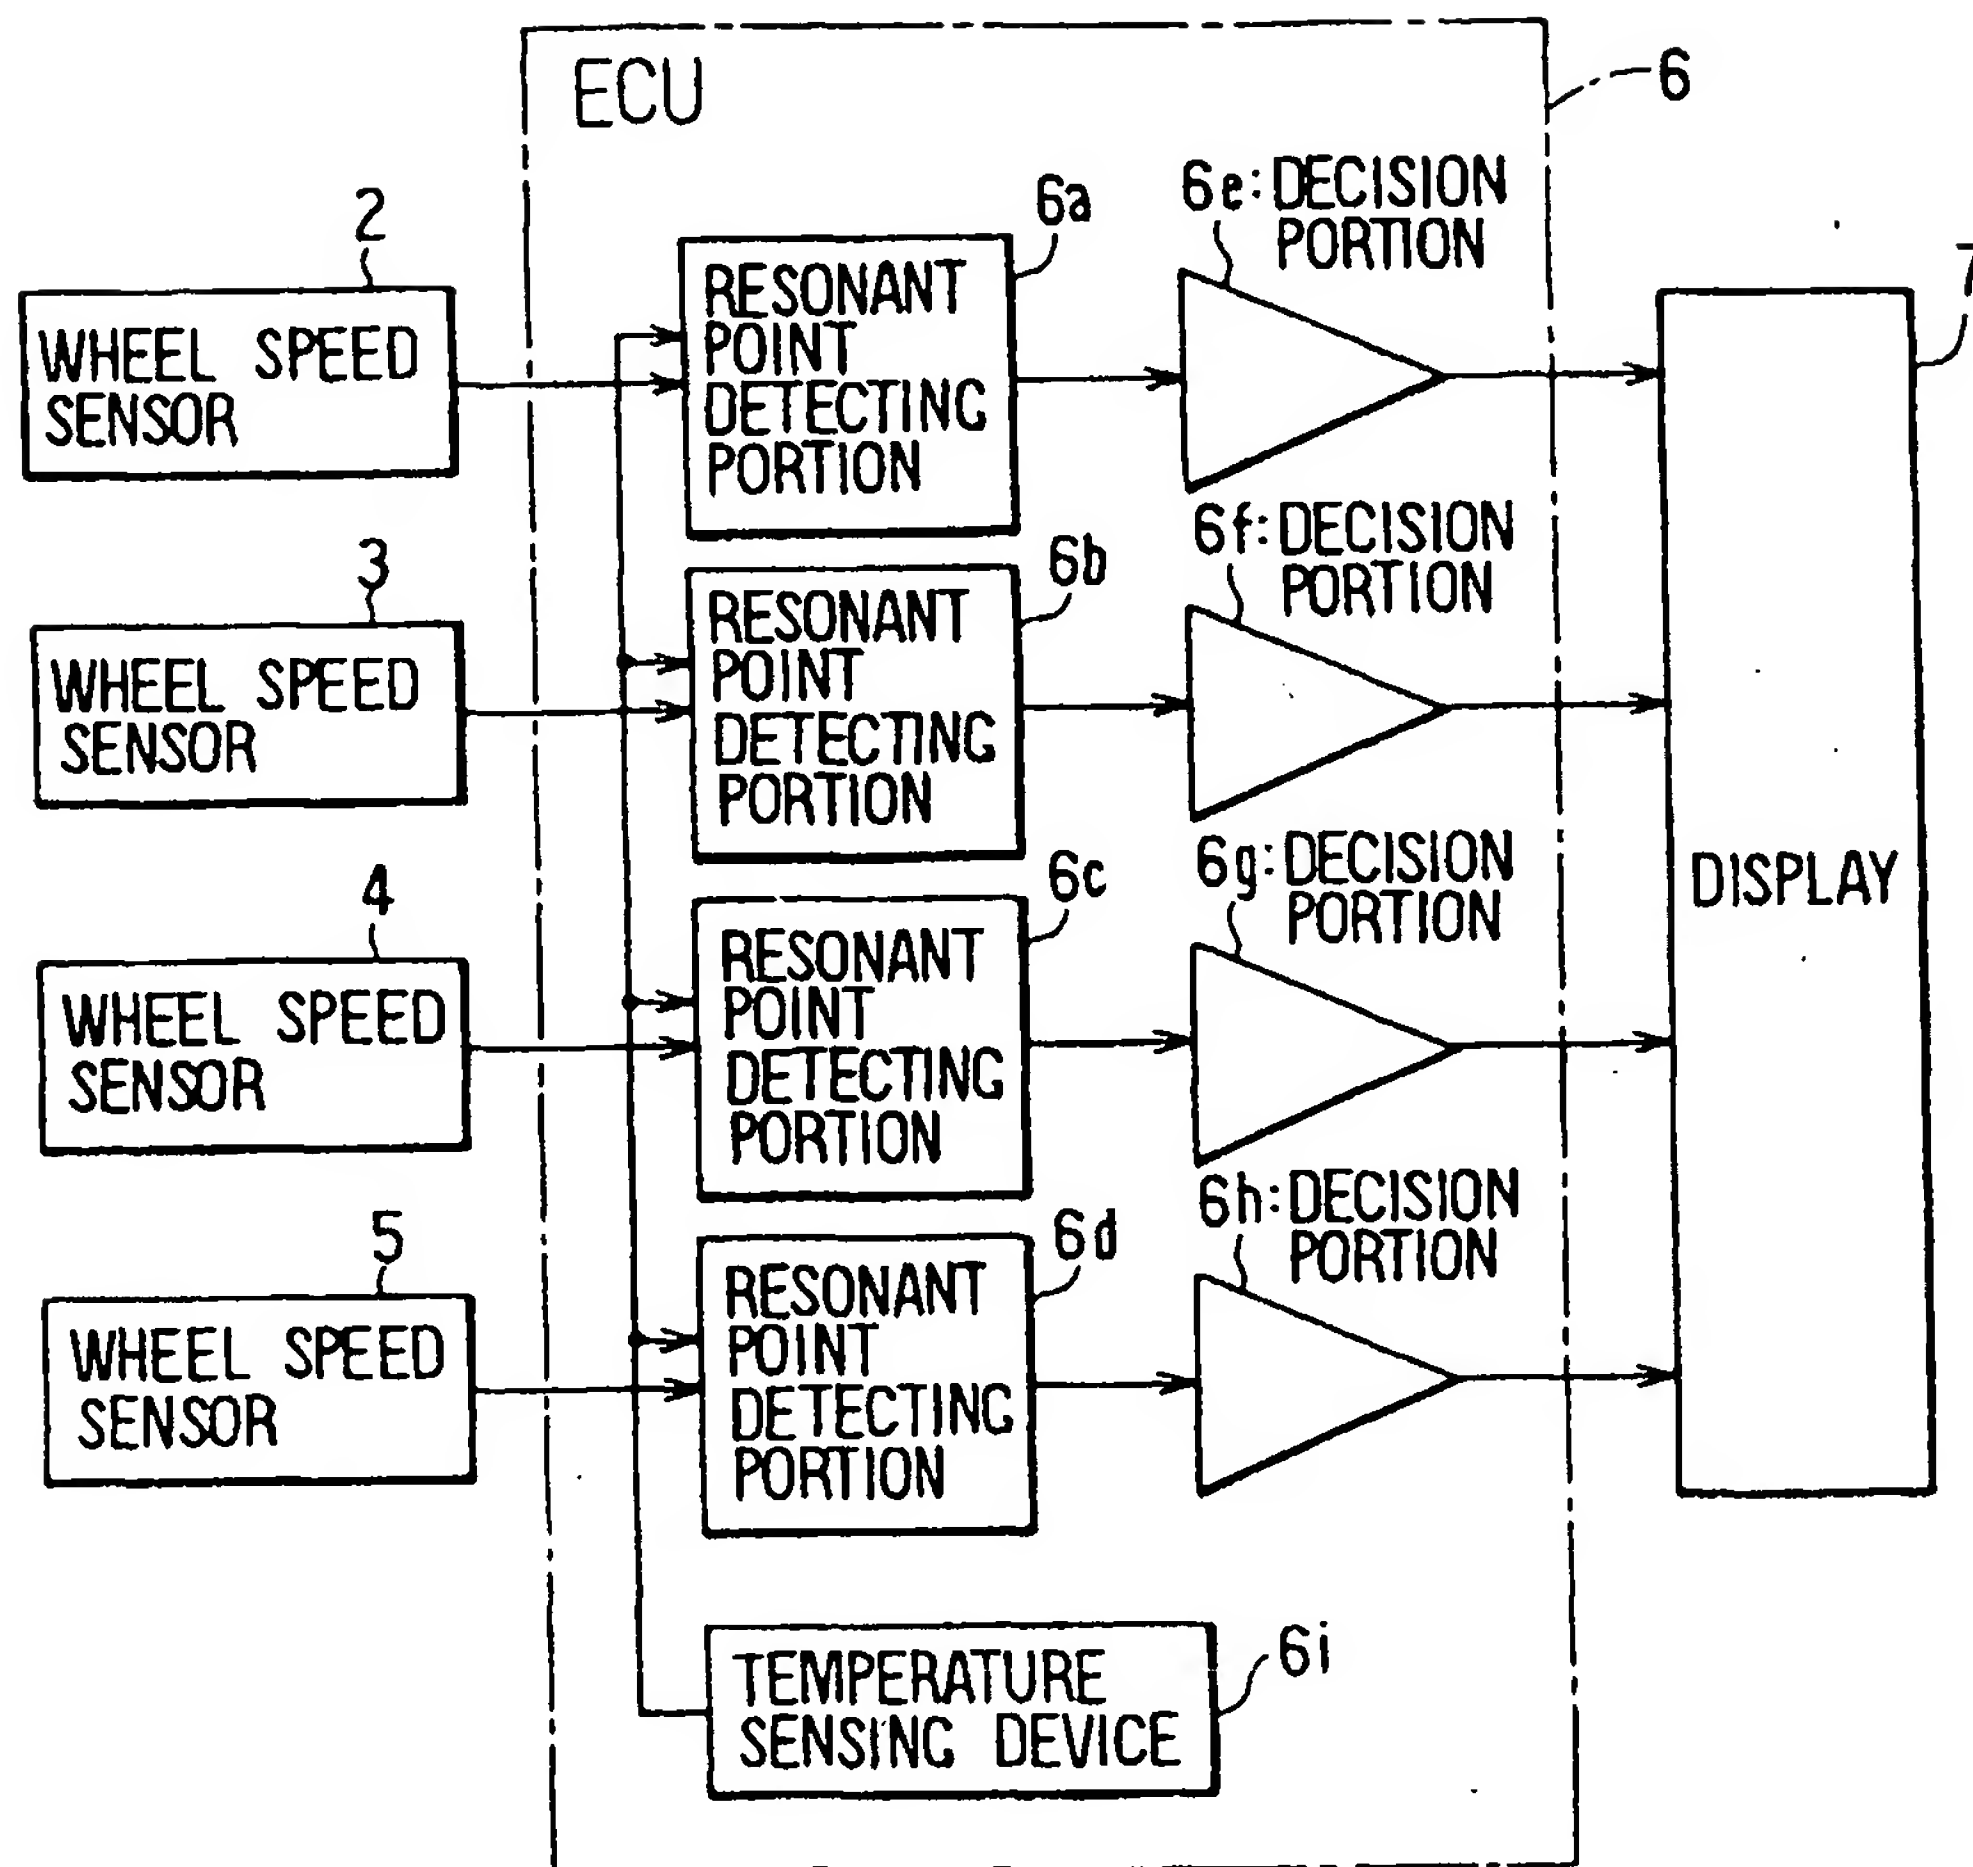 ECU
6
2
WHEEL SPEED
SENSOR
6a
RESONANT
POINT
DETECTING
PORTION
6e: DECISION
PORTION
7
3
WHEEL SPEED
SENSOR
6b
RESONANT
POINT
DETECTING
PORTION
6f: DECISION
PORTION
4
WHEEL SPEED
SENSOR
6c
RESONANT
POINT
DETECTING
PORTION
6g: DECISION
PORTION
DISPLAY
5
WHEEL SPEED
SENSOR
6d
RESONANT
POINT
DETECTING
PORTION
6h: DECISION
PORTION
TEMPERATURE
SENSING DEVICE
6i